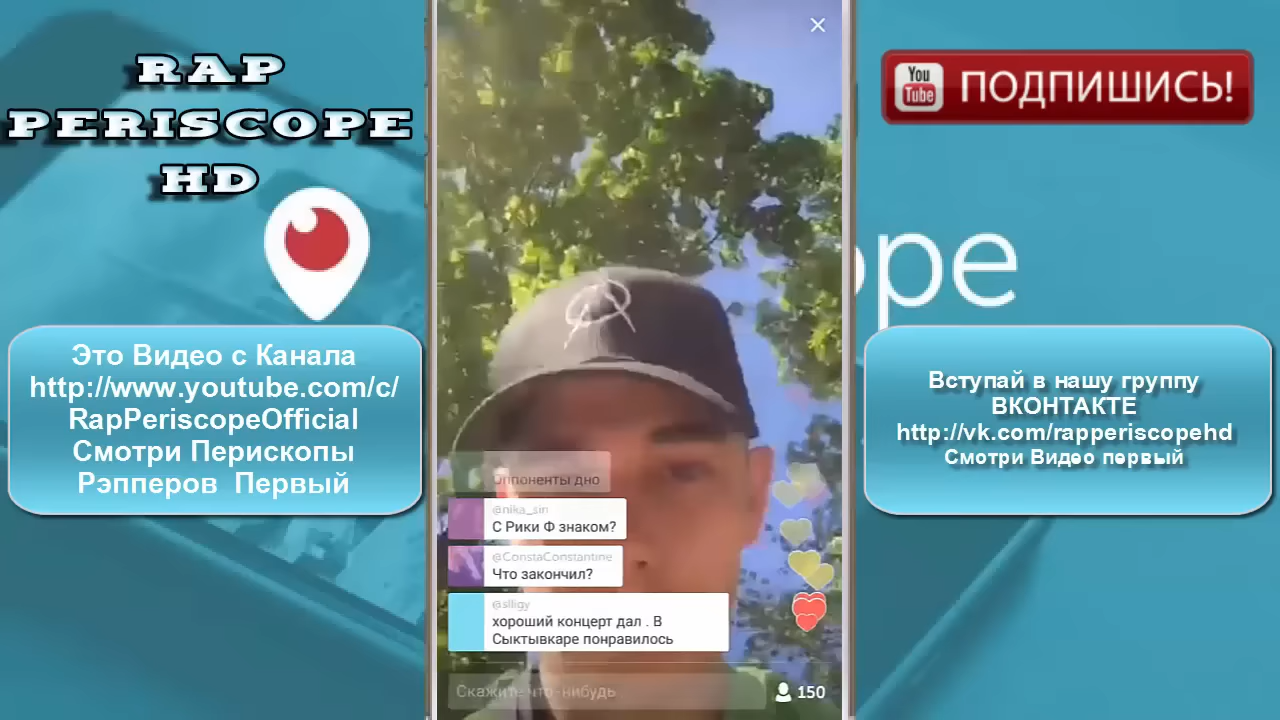 RAP
PERISCOPE
HD
Это Видео с Канала
http://www.youtube.com/c/
RapPeriscopeOfficial
Смотри Перископы
Рэпперов Первый
Оппоненты дно
@nika_sin
С Рики Ф знаком?
@ConstaConstantine
Что закончил?
@slligy
хороший концерт дал . В
Сыктывкаре понравилось
Скажите что-нибудь
150
You
Tube
ПОДПИШИСЬ!
ope
Вступай в нашу группу
ВКОНТАКТЕ
http://vk.com/rapperiscopehd
Смотри Видео первый